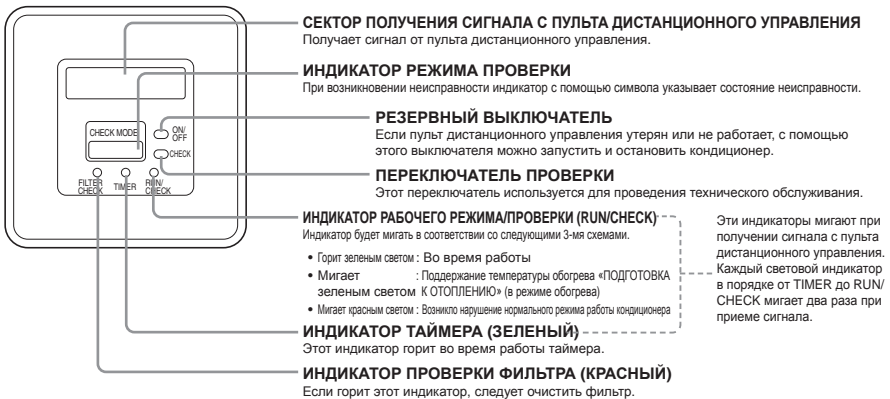 СЕКТОР ПОЛУЧЕНИЯ СИГНАЛА С ПУЛЬТА ДИСТАНЦИОННОГО УПРАВЛЕНИЯ
Получает сигнал от пульта дистанционного управления.
ИНДИКАТОР РЕЖИМА ПРОВЕРКИ
При возникновении неисправности индикатор с помощью символа указывает состояние неисправности.
РЕЗЕРВНЫЙ ВЫКЛЮЧАТЕЛЬ
Если пульт дистанционного управления утерян или не работает, с помощью
этого выключателя можно запустить и остановить кондиционер.
ПЕРЕКЛЮЧАТЕЛЬ ПРОВЕРКИ
Этот переключатель используется для проведения технического обслуживания.
CHECK MODE
ON/
OFF
CHECK
FILTER
CHECK
TIMER
RUN/
CHECK
ИНДИКАТОР РАБОЧЕГО РЕЖИМА/ПРОВЕРКИ (RUN/CHECK)
Индикатор будет мигать в соответствии со следующими 3-мя схемами.
• Горит зеленым светом : Во время работы
• Мигает : Поддержание температуры обогрева «ПОДГОТОВКА
зеленым светом К ОТОПЛЕНИЮ» (в режиме обогрева)
• Мигает красным светом : Возникло нарушение нормального режима работы кондиционера
Эти индикаторы мигают при
получении сигнала с пульта
дистанционного управления.
Каждый световой индикатор
в порядке от TIMER до RUN/
CHECK мигает два раза при
приеме сигнала.
ИНДИКАТОР ТАЙМЕРА (ЗЕЛЕНЫЙ)
Этот индикатор горит во время работы таймера.
ИНДИКАТОР ПРОВЕРКИ ФИЛЬТРА (КРАСНЫЙ)
Если горит этот индикатор, следует очистить фильтр.